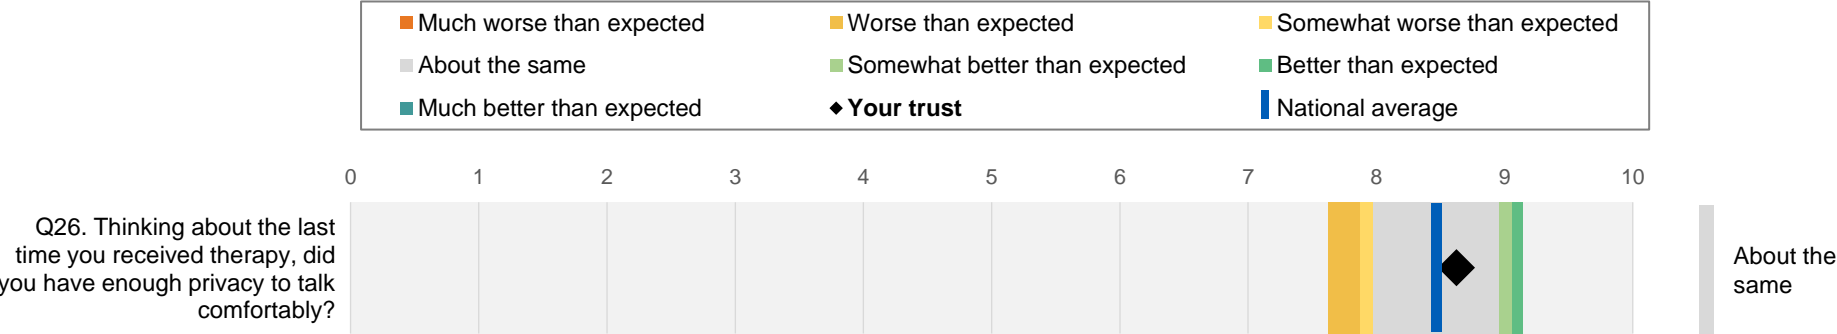 Much worse than expected
Worse than expected
Somewhat worse than expected
About the same
Somewhat better than expected
Better than expected
Much better than expected
Your trust
National average
0 1 2 3 4 5 6 7 8 9 10
Q26. Thinking about the last
time you received therapy, did
you have enough privacy to talk
comfortably?
About the
same